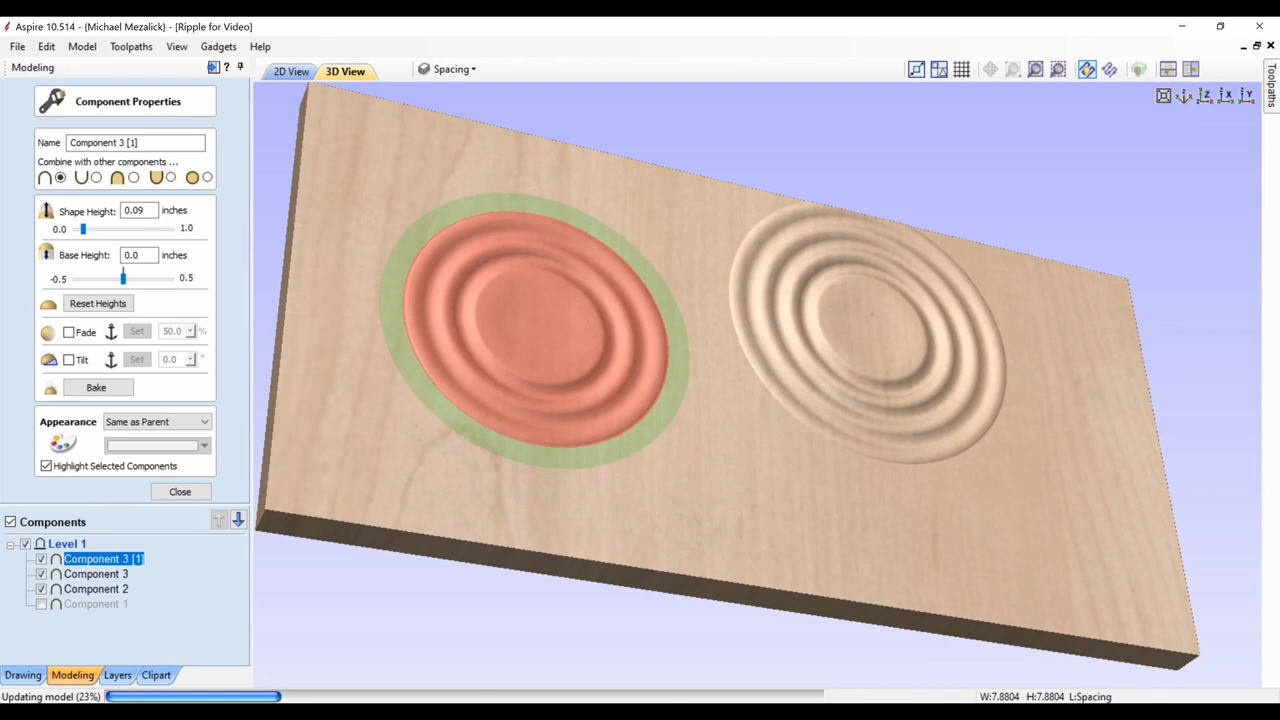 Aspire 10.514 - {Michael Mezalick} - [Ripple for Video]
File Edit Model Toolpaths View Gadgets Help
Modeling
2D View 3D View Spacing
Toolpaths
Z X Y
Component Properties
Name Component 3 [1]
Combine with other components ...
Shape Height: 0.09 inches
0.0 1.0
Base Height: 0.0 inches
-0.5 0.5
Reset Heights
Fade Set 50.0 %
Tilt Set 0.0 °
Bake
Appearance Same as Parent
Highlight Selected Components
Close
Components
Level 1
Component 3 [1]
Component 3
Component 2
Component 1
Drawing Modeling Layers Clipart
Updating model (23%)
W:7.8804 H:7.8804 L:Spacing